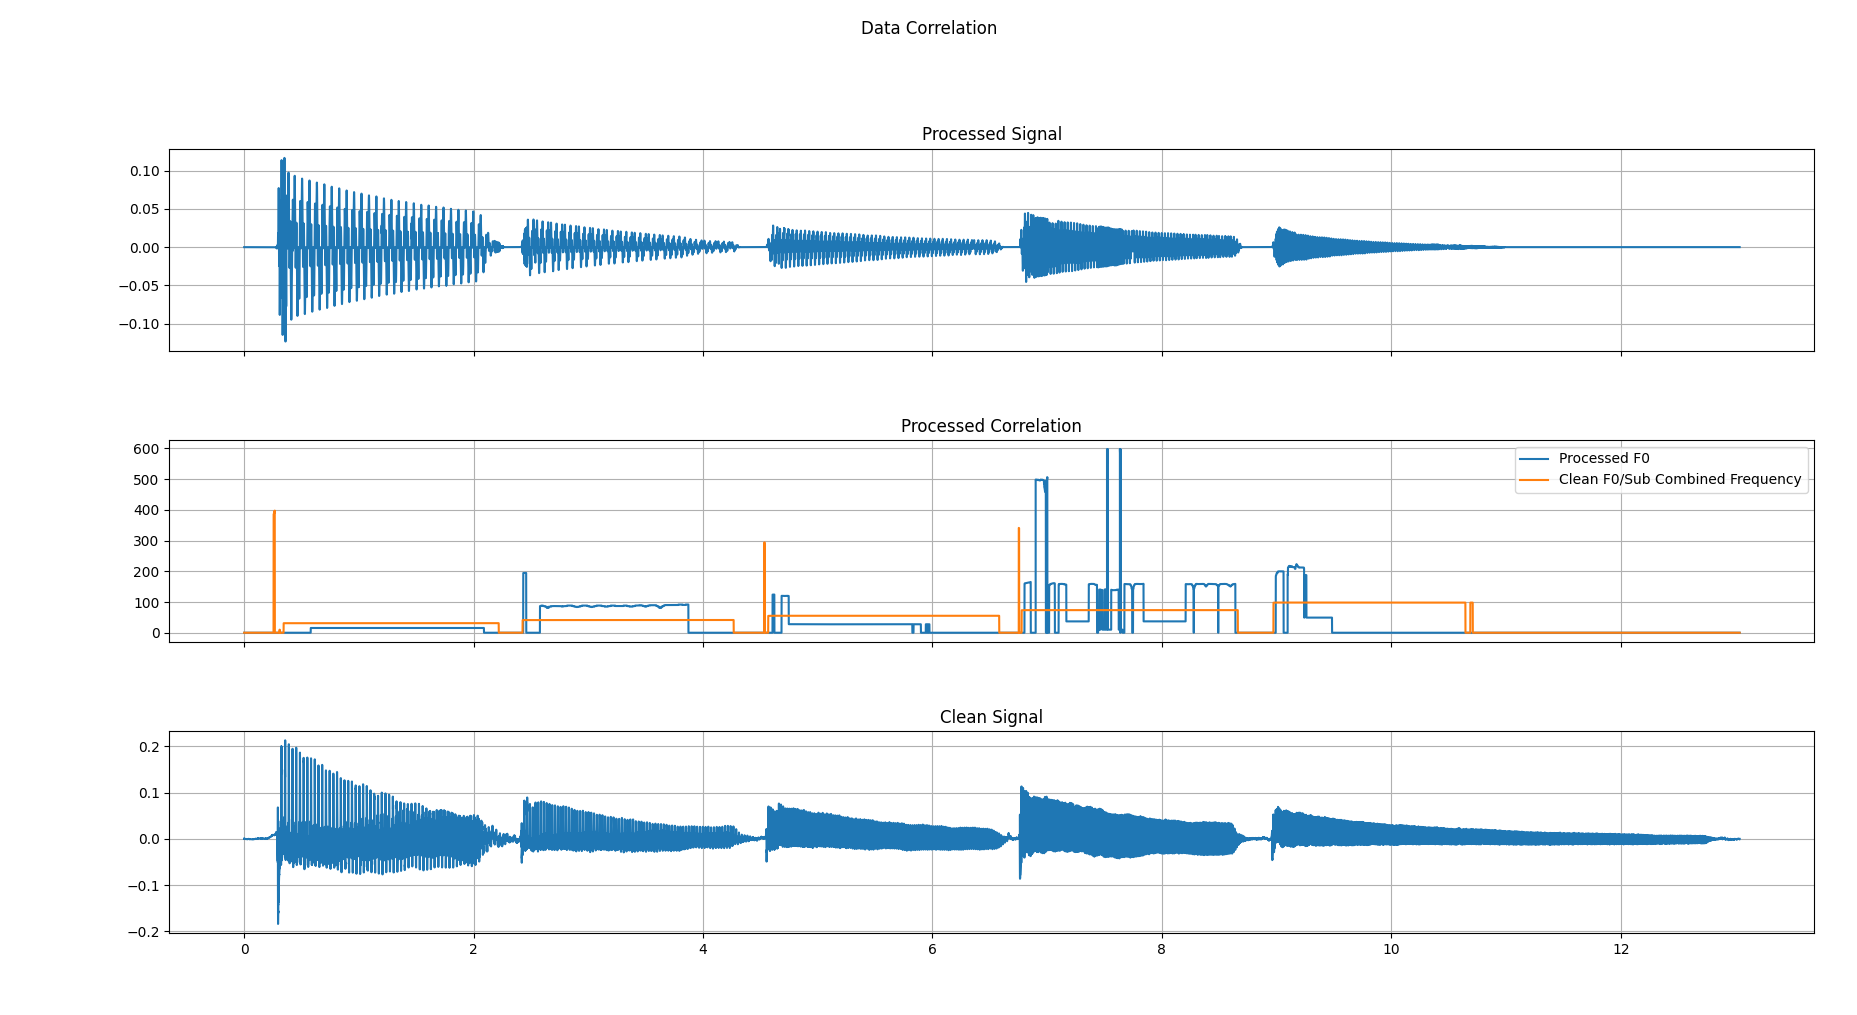 Data Correlation
Processed Signal
0.10
0.05
0.00
−0.05
−0.10
Processed Correlation
600
500
400
300
200
100
0
Processed F0
Clean F0/Sub Combined Frequency
Clean Signal
0.2
0.1
0.0
−0.1
−0.2
0 2 4 6 8 10 12